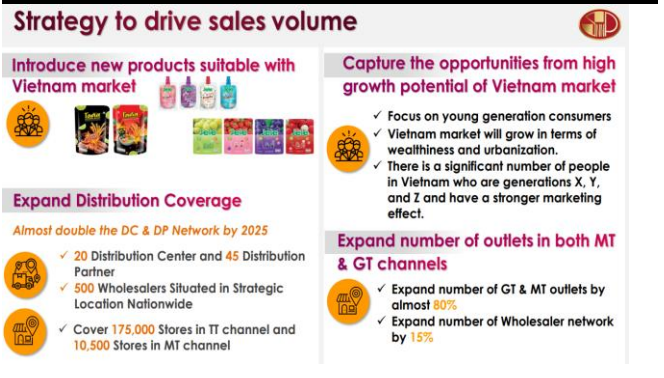 Strategy to drive sales volume
Introduce new products suitable with
Vietnam market
Expand Distribution Coverage
Almost double the DC & DP Network by 2025
✓ 20 Distribution Center and 45 Distribution
Partner
✓ 500 Wholesalers Situated in Strategic
Location Nationwide
✓ Cover 175,000 Stores in TT channel and
10,500 Stores in MT channel
Capture the opportunities from high
growth potential of Vietnam market
✓ Focus on young generation consumers
✓ Vietnam market will grow in terms of
wealthiness and urbanization.
✓ There is a significant number of people
in Vietnam who are generations X, Y,
and Z and have a stronger marketing
effect.
Expand number of outlets in both MT
& GT channels
✓ Expand number of GT & MT outlets by
almost 80%
✓ Expand number of Wholesaler network
by 15%